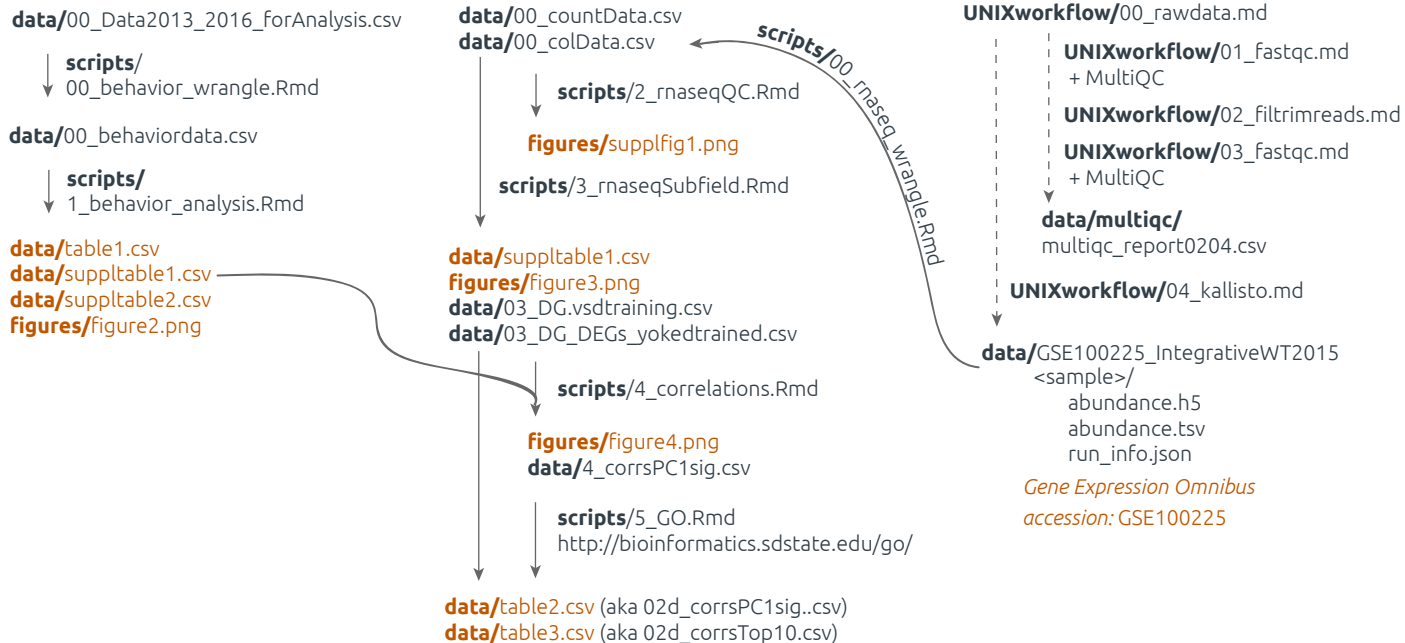 data/00_Data2013_2016_forAnalysis.csv
scripts/
00_behavior_wrangle.Rmd
data/00_behaviordata.csv
scripts/
1_behavior_analysis.Rmd
data/table1.csv
data/suppltable1.csv
data/suppltable2.csv
figures/figure2.png
data/00_countData.csv
data/00_colData.csv
scripts/2_rnaseqQC.Rmd
figures/supplfig1.png
scripts/3_rnaseqSubfield.Rmd
data/suppltable1.csv
figures/figure3.png
data/03_DG.vsdtraining.csv
data/03_DG_DEGs_yokedtrained.csv
scripts/4_correlations.Rmd
figures/figure4.png
data/4_corrsPC1sig.csv
scripts/5_GO.Rmd
http://bioinformatics.sdstate.edu/go/
data/table2.csv (aka 02d_corrsPC1sig..csv)
data/table3.csv (aka 02d_corrsTop10.csv)
scripts/00_rnaseq_wrangle.Rmd
UNIXworkflow/00_rawdata.md
UNIXworkflow/01_fastqc.md
+ MultiQC
UNIXworkflow/02_filtrimreads.md
UNIXworkflow/03_fastqc.md
+ MultiQC
data/multiqc/
multiqc_report0204.csv
UNIXworkflow/04_kallisto.md
data/GSE100225_IntegrativeWT2015
<sample>/
abundance.h5
abundance.tsv
run_info.json
Gene Expression Omnibus
accession: GSE100225